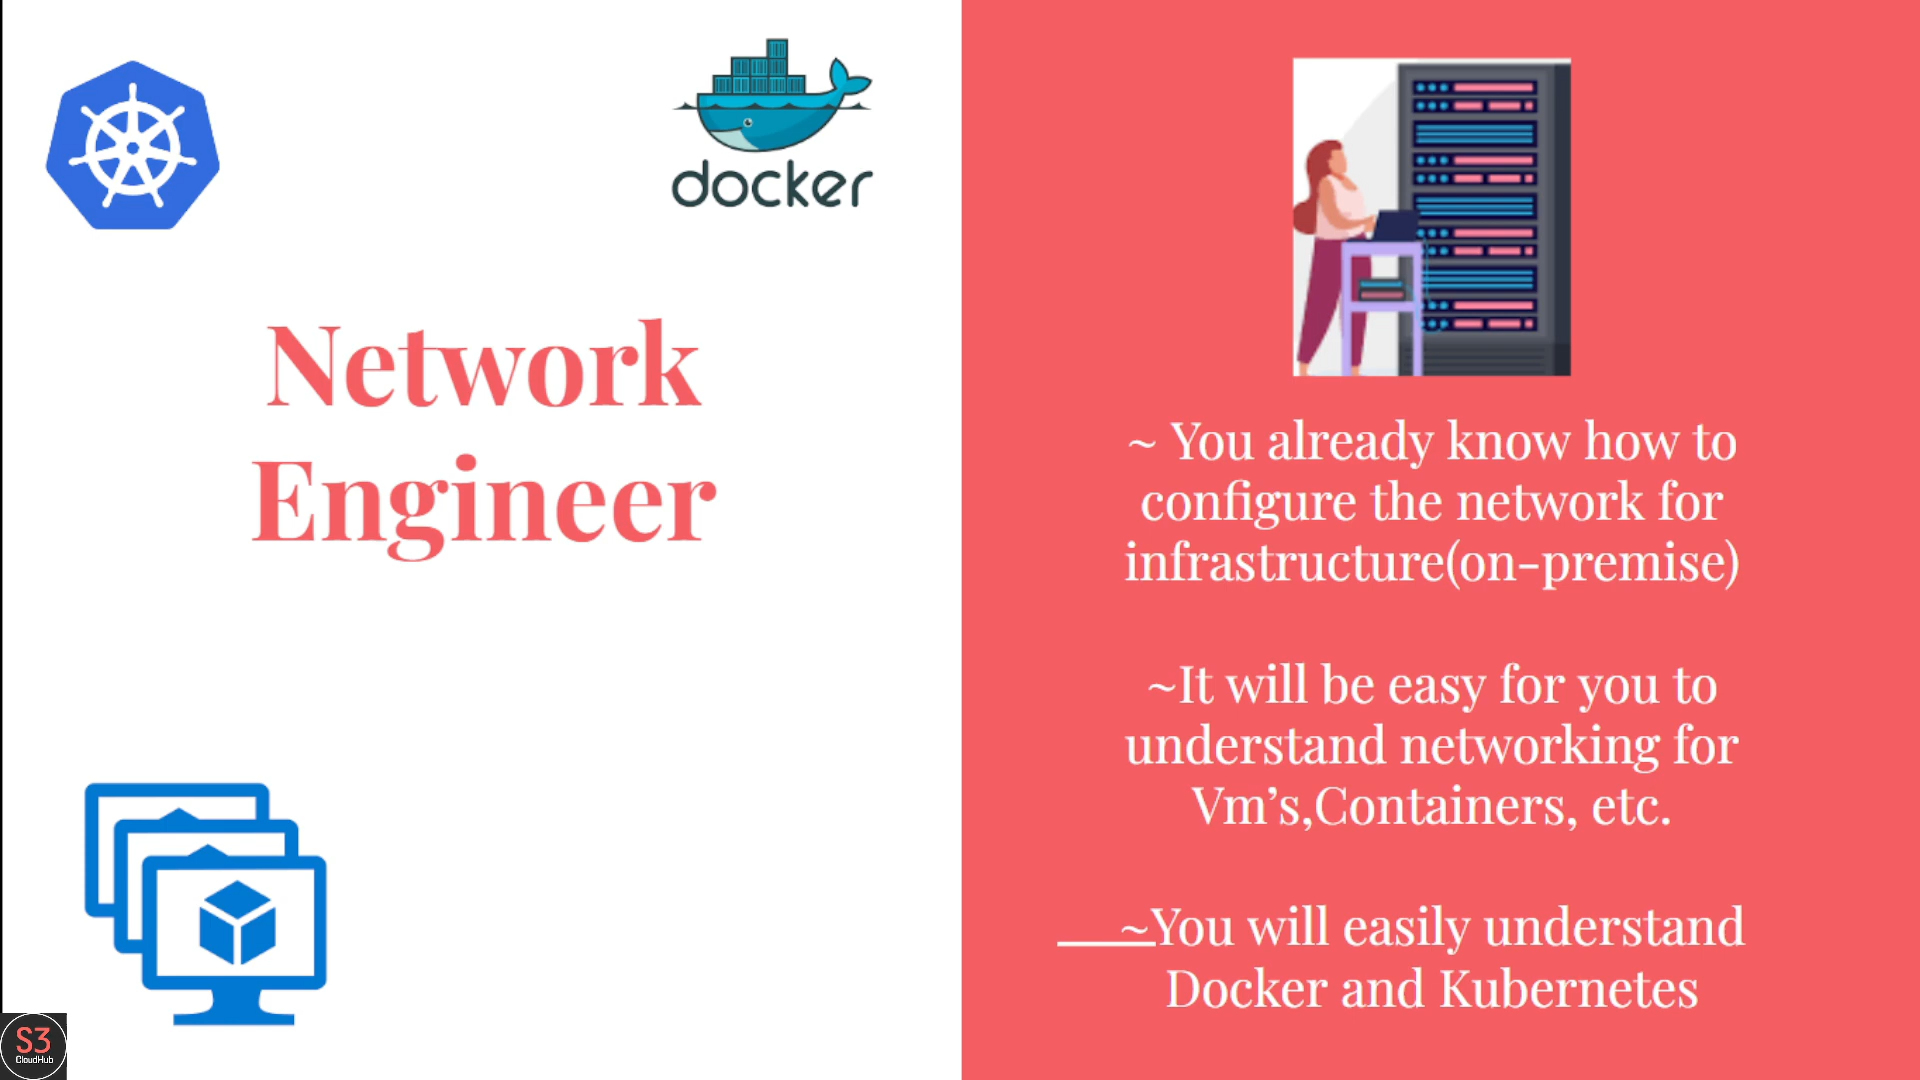 docker
Network
Engineer
~ You already know how to
configure the network for
infrastructure(on-premise)
~It will be easy for you to
understand networking for
Vm’s,Containers, etc.
~You will easily understand
Docker and Kubernetes
S3
CloudHub